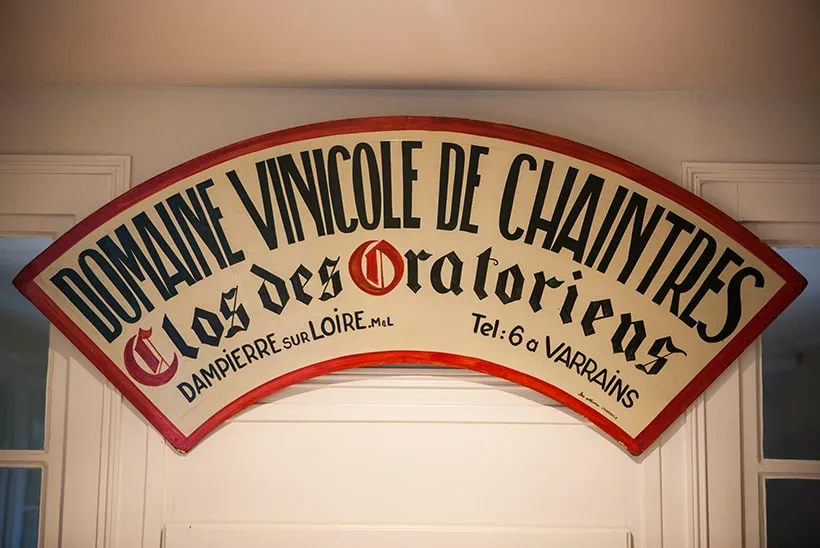 DOMAINE VINICOLE DE CHAINTRES
Clos des Oratoriens
DAMPIERRE SUR LOIRE. M&L
Tel: 6 a VARRAINS